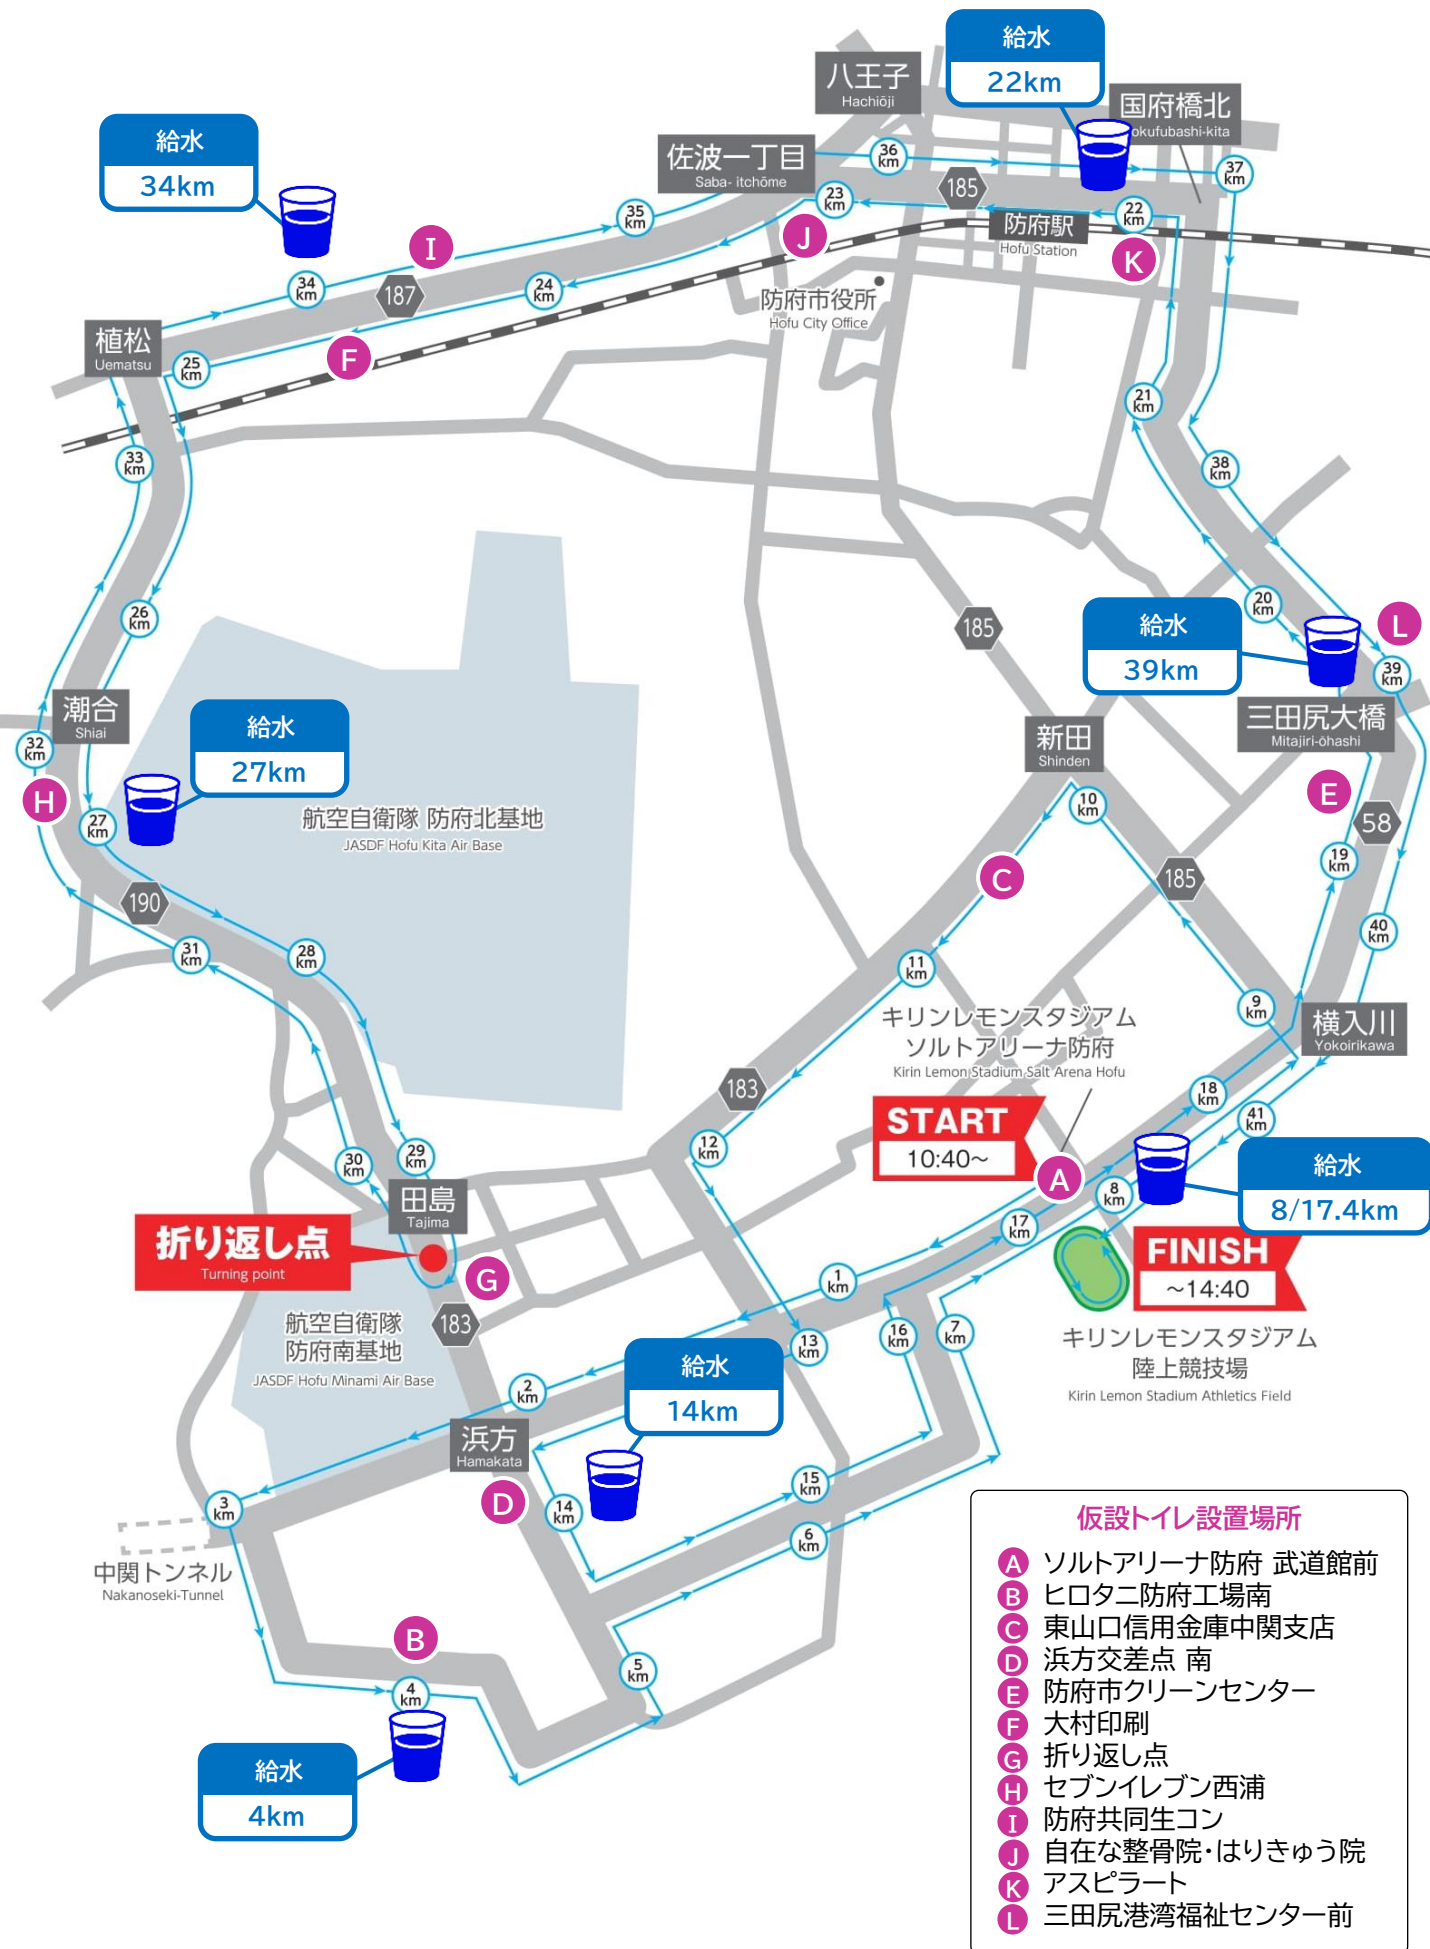 給水
22km
八王子
Hachiōji
国府橋北
okufubashi-kita
給水
34km
佐波一丁目
Saba- itchōme
36
km
37
km
185
23
km
35
km
22
km
防府駅
Hofu Station
I
J
K
34
km
187
24
km
防府市役所
Hofu City Office
植松
Uematsu
25
km
F
21
km
33
km
38
km
26
km
20
km
給水
39km
L
185
39
km
潮合
Shiai
給水
27km
新田
Shinden
三田尻大橋
Mitajiri-ōhashi
32
km
H
27
km
E
10
km
58
航空自衛隊 防府北基地
JASDF Hofu Kita Air Base
19
km
C
185
190
40
km
31
km
28
km
11
km
9
km
横入川
Yokoirikawa
キリンレモンスタジアム
ソルトアリーナ防府
Kirin Lemon Stadium Salt Arena Hofu
183
18
km
START
10:40~
41
km
12
km
30
km
29
km
A
8
km
給水
8/17.4km
田島
Tajima
17
km
折り返し点
Turning point
G
1
km
FINISH
~14:40
航空自衛隊
防府南基地
JASDF Hofu Minami Air Base
183
13
km
16
km
7
km
キリンレモンスタジアム
陸上競技場
Kirin Lemon Stadium Athletics Field
2
km
給水
14km
浜方
Hamakata
D
3
km
14
km
15
km
6
km
中関トンネル
Nakanoseki-Tunnel
B
5
km
4
km
給水
4km
仮設トイレ設置場所
A ソルトアリーナ防府 武道館前
B ヒロタニ防府工場南
C 東山口信用金庫中関支店
D 浜方交差点 南
E 防府市クリーンセンター
F 大村印刷
G 折り返し点
H セブンイレブン西浦
I 防府共同生コン
J 自在な整骨院・はりきゅう院
K アスピラート
L 三田尻港湾福祉センター前